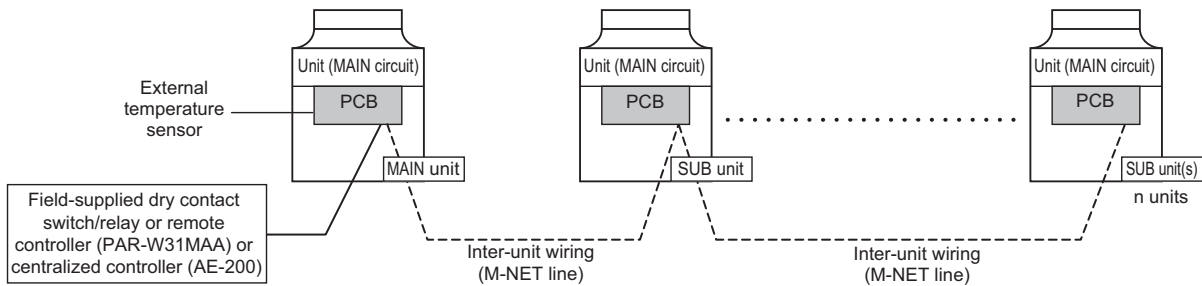 Unit (MAIN circuit)
PCB
External
temperature
sensor
MAIN unit
Field-supplied dry contact
switch/relay or remote
controller (PAR-W31MAA) or
centralized controller (AE-200)
Inter-unit wiring
(M-NET line)
Unit (MAIN circuit)
PCB
SUB unit
Inter-unit wiring
(M-NET line)
Unit (MAIN circuit)
PCB
SUB unit(s)
n units